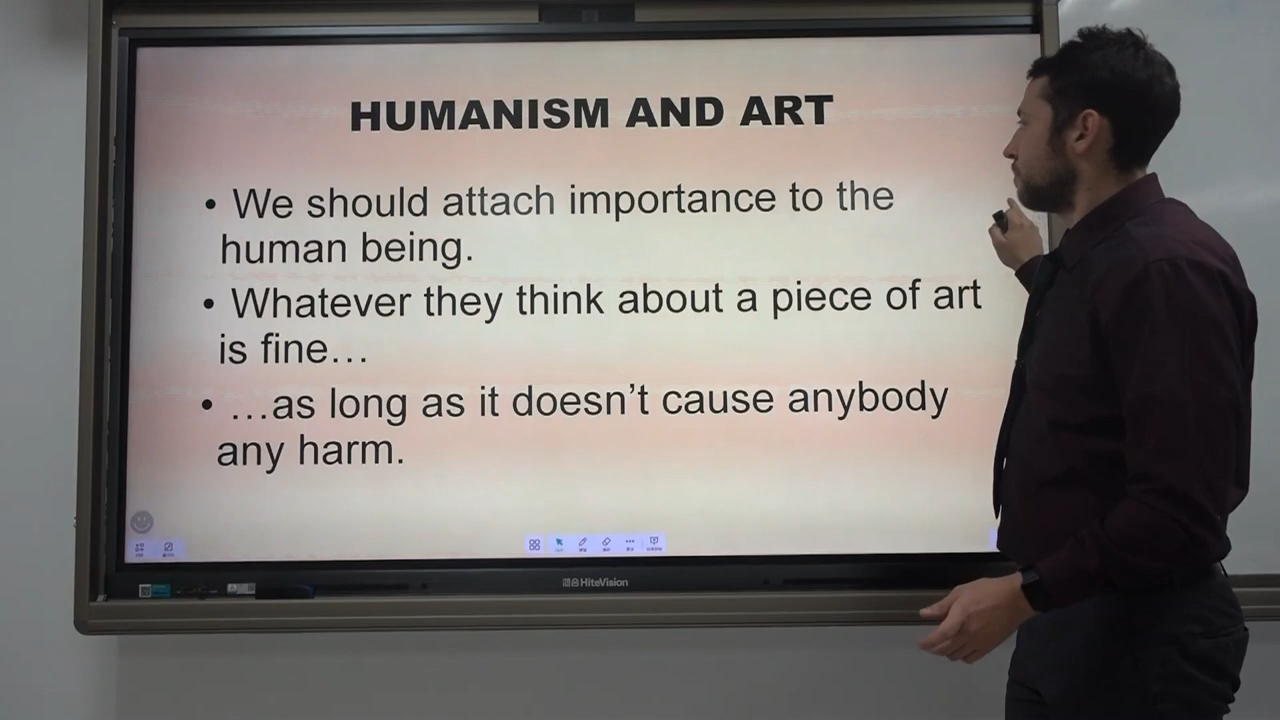 HUMANISM AND ART
• We should attach importance to the
human being.
• Whatever they think about a piece of art
is fine…
• …as long as it doesn’t cause anybody
any harm.
HiteVision